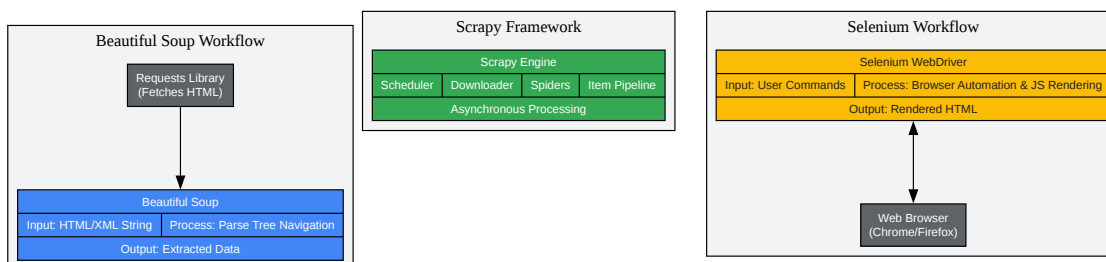 Beautiful Soup Workflow
Requests Library
(Fetches HTML)
Beautiful Soup
Input: HTML/XML String
Process: Parse Tree Navigation
Output: Extracted Data
Scrapy Framework
Scrapy Engine
Scheduler
Downloader
Spiders
Item Pipeline
Asynchronous Processing
Selenium Workflow
Selenium WebDriver
Input: User Commands
Process: Browser Automation & JS Rendering
Output: Rendered HTML
Web Browser
(Chrome/Firefox)